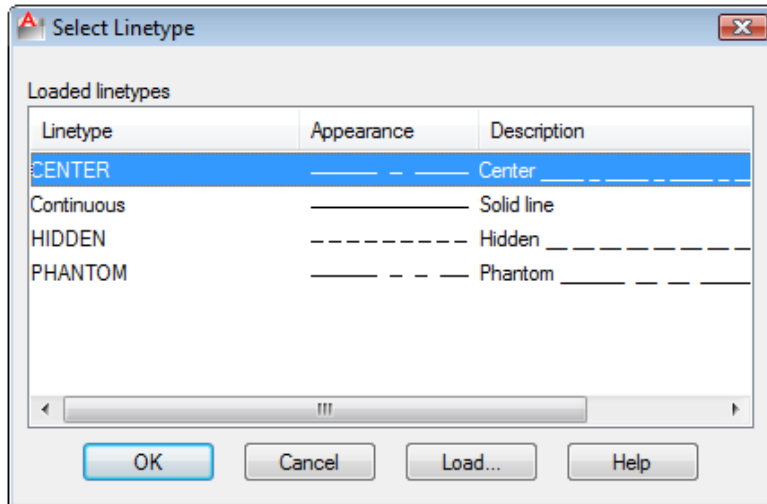 Select Linetype
Loaded linetypes
Linetype Appearance Description
CENTER Center
Continuous Solid line
HIDDEN Hidden
PHANTOM Phantom
OK Cancel Load... Help